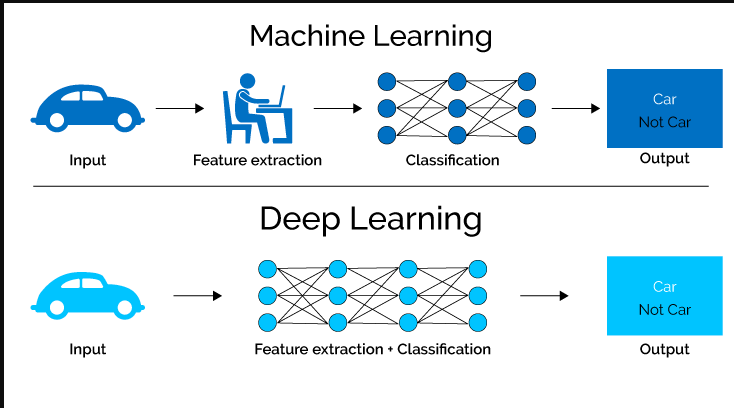 Machine Learning
Car
Not Car
Input
Feature extraction
Classification
Output
Deep Learning
Car
Not Car
Input
Feature extraction + Classification
Output